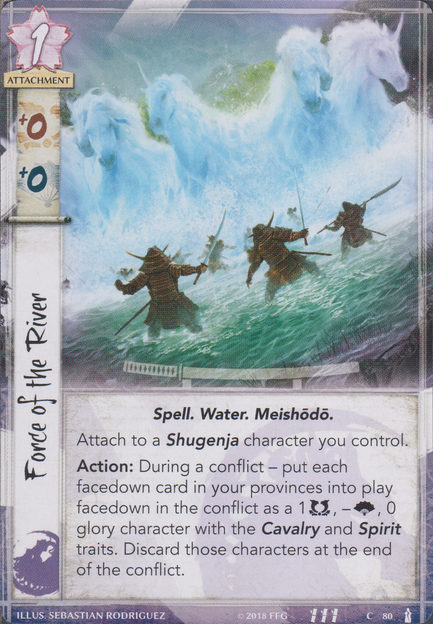 1
ATTACHMENT
+0
+0
Force of the River
Spell. Water. Meishōdō.
Attach to a Shugenja character you control.
Action: During a conflict – put each
facedown card in your provinces into play
facedown in the conflict as a 1 , – , 0
glory character with the Cavalry and Spirit
traits. Discard those characters at the end
of the conflict.
ILLUS. SEBASTIAN RODRIGUEZ
© 2018 FFG
C 80